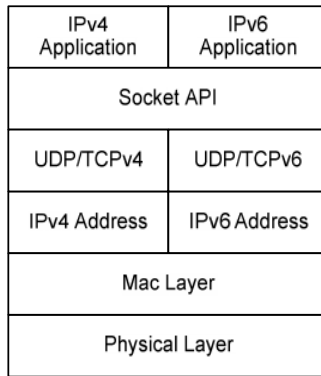 IPv4 IPv6
Application Application
Socket API
UDP/TCPv4 UDP/TCPv6
IPv4 Address IPv6 Address
Mac Layer
Physical Layer